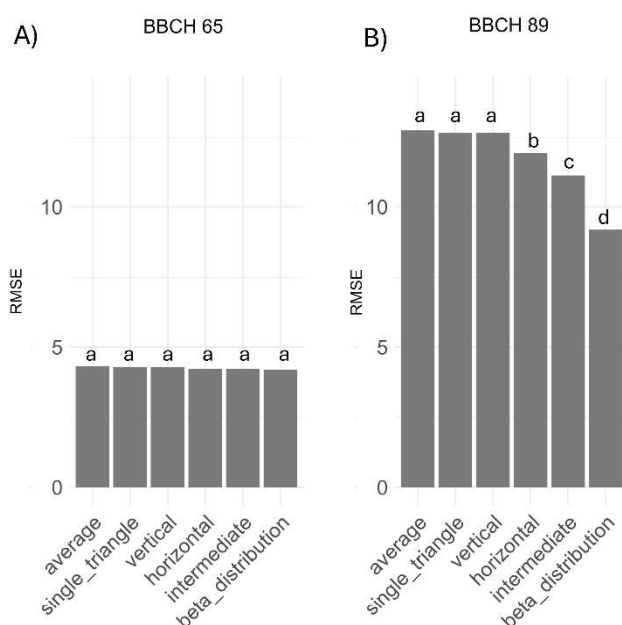 A)
BBCH 65
RMSE
10
5
0
a a a a a a
average
single_triangle
vertical
horizontal
intermediate
beta_distribution
B)
BBCH 89
RMSE
10
5
0
a a a b c d
average
single_triangle
vertical
horizontal
intermediate
beta_distribution